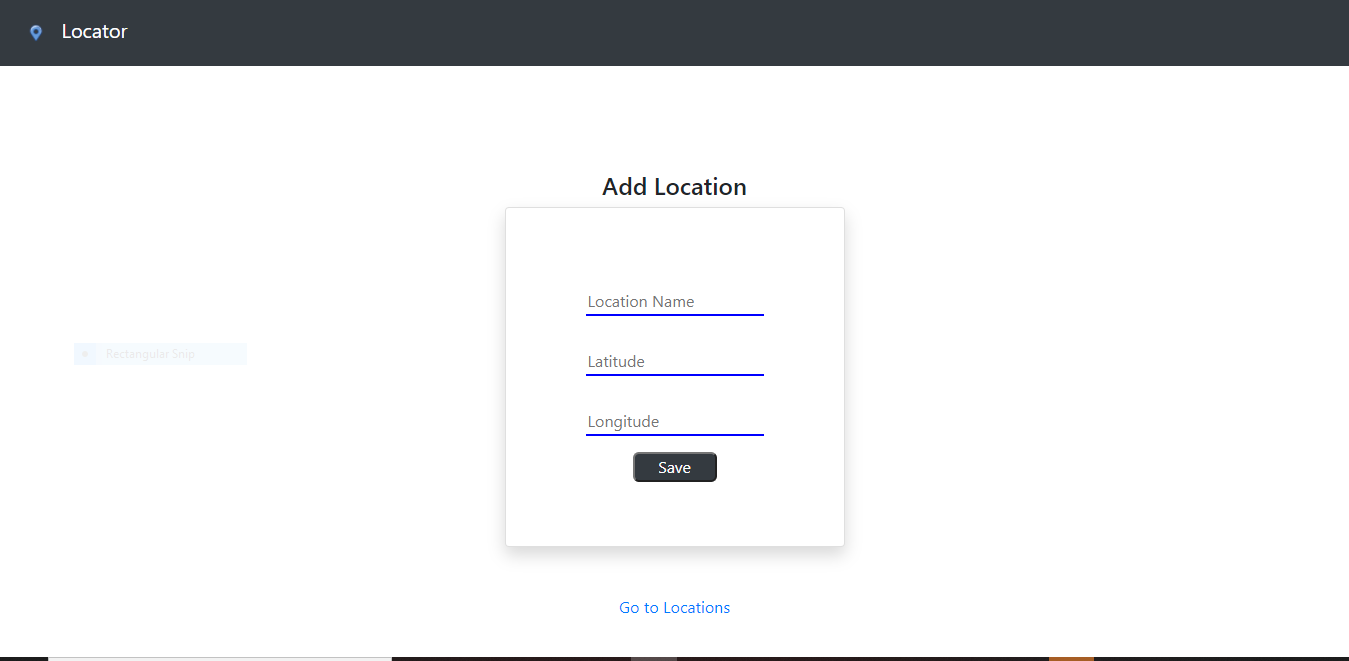 Locator
Add Location
Location Name
Latitude
Longitude
Save
Rectangular Snip
Go to Locations